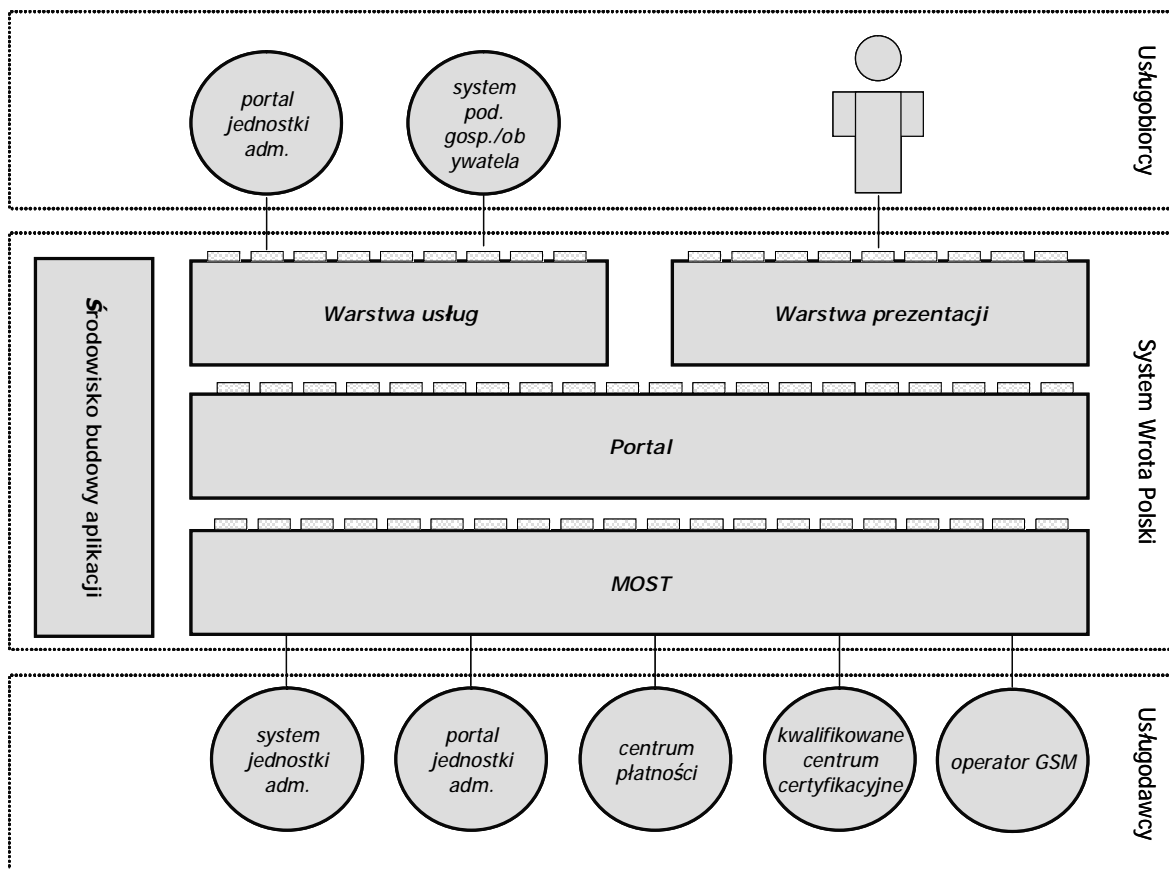 portal
jednostki
adm.
system
pod.
gosp./ob
ywatela
Usługobiorcy
Środowisko budowy aplikacji
Warstwa usług
Warstwa prezentacji
Portal
MOST
System Wrota Polski
system
jednostki
adm.
portal
jednostki
adm.
centrum
płatności
kwalifikowane
centrum
certyfikacyjne
operator GSM
Usługodawcy